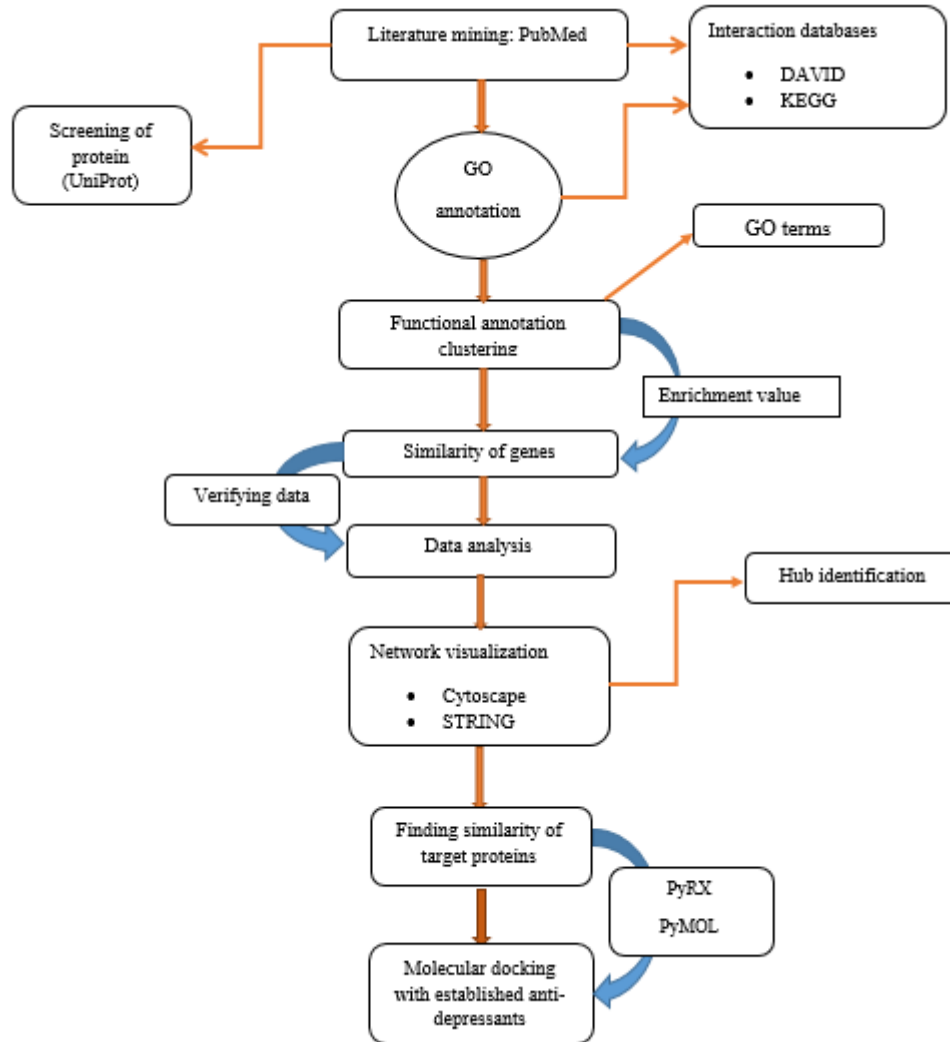 Literature mining: PubMed
Interaction databases
• DAVID
• KEGG
Screening of
protein
(UniProt)
GO
annotation
GO terms
Functional annotation
clustering
Enrichment value
Similarity of genes
Verifying data
Data analysis
Hub identification
Network visualization
• Cytoscape
• STRING
Finding similarity of
target proteins
PyRX
PyMOL
Molecular docking
with established anti-
depressants